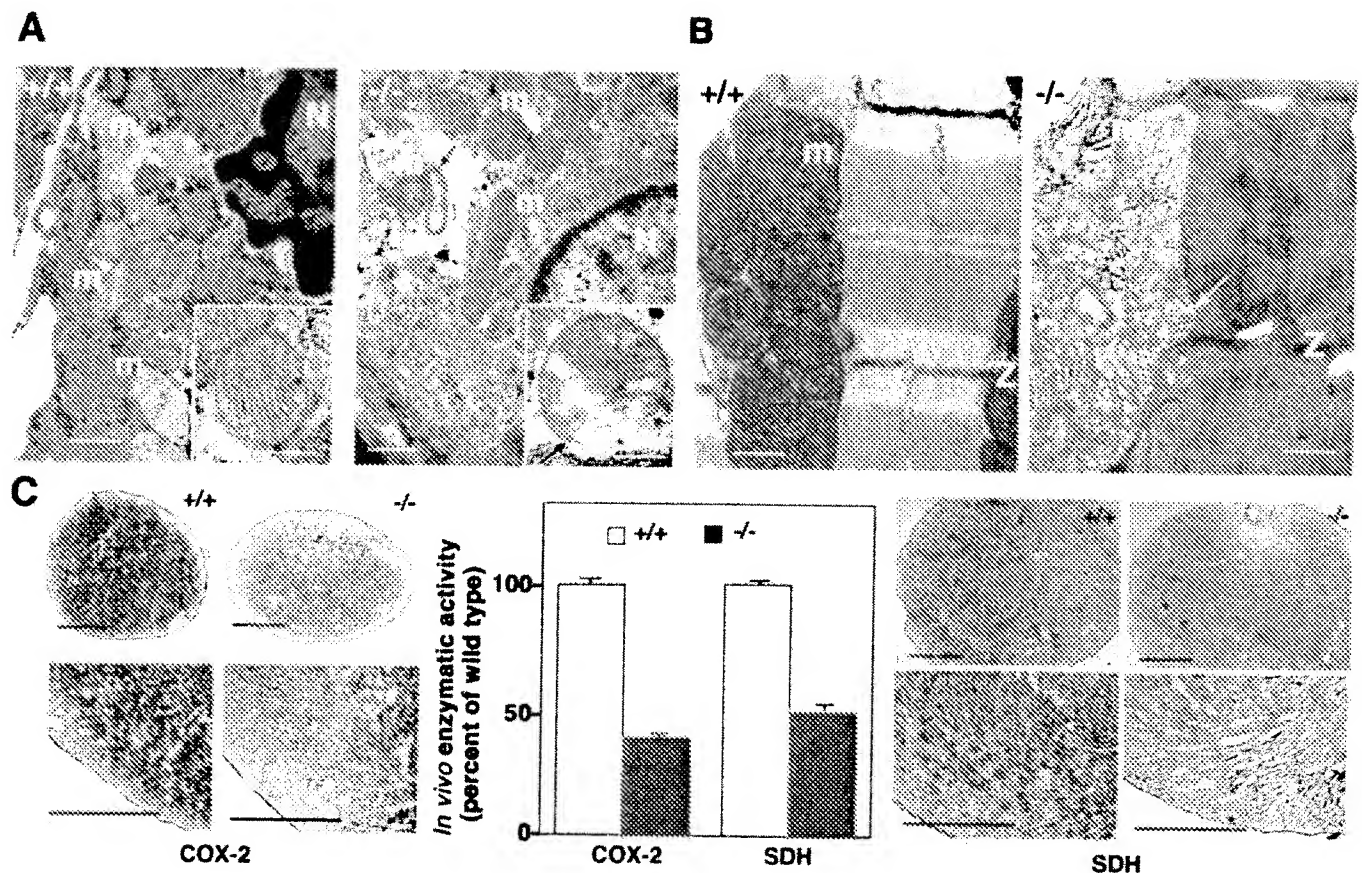 A
B
+/+
-/-
m
N
m
m
m
m
N
+/+
m
Z
-/-
Z
C
+/+
-/-
COX-2
In vivo enzymatic activity
(percent of wild type)
+/+ -/-
100
50
0
COX-2 SDH
+/+
-/-
SDH